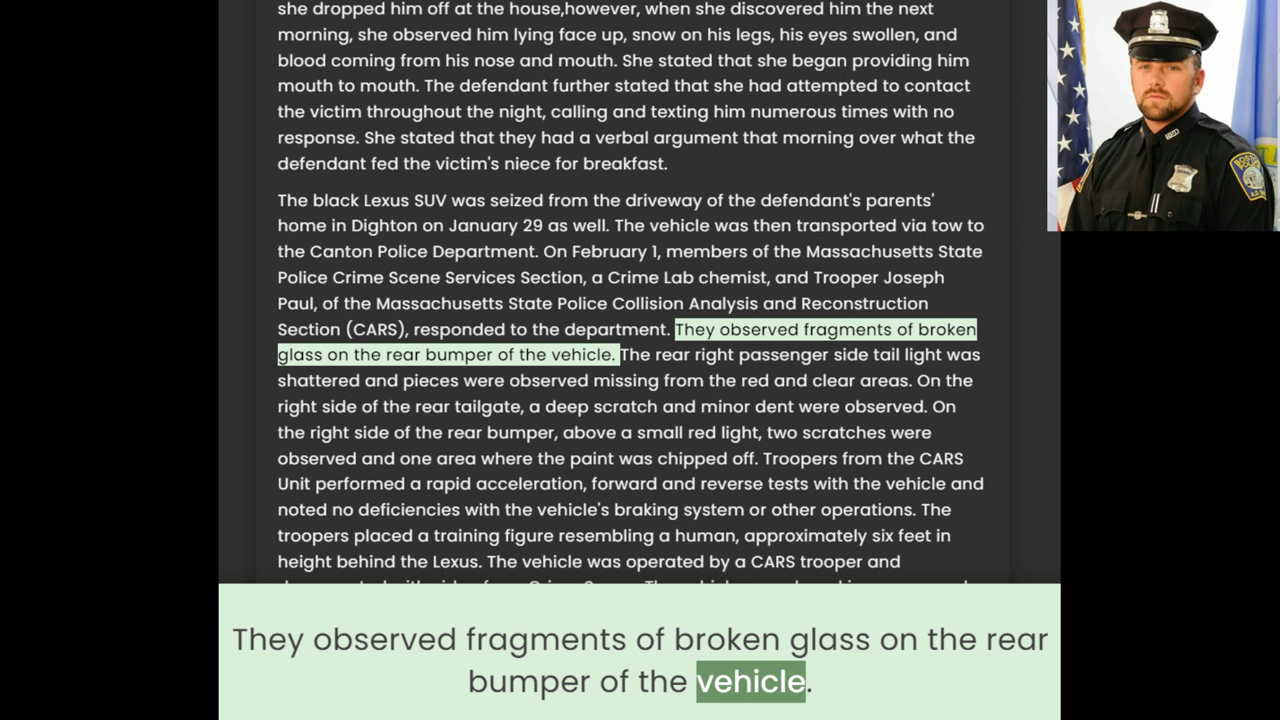 she dropped him off at the house,however, when she discovered him the next
morning, she observed him lying face up, snow on his legs, his eyes swollen, and
blood coming from his nose and mouth. She stated that she began providing him
mouth to mouth. The defendant further stated that she had attempted to contact
the victim throughout the night, calling and texting him numerous times with no
response. She stated that they had a verbal argument that morning over what the
defendant fed the victim's niece for breakfast.
The black Lexus SUV was seized from the driveway of the defendant's parents'
home in Dighton on January 29 as well. The vehicle was then transported via tow to
the Canton Police Department. On February 1, members of the Massachusetts State
Police Crime Scene Services Section, a Crime Lab chemist, and Trooper Joseph
Paul, of the Massachusetts State Police Collision Analysis and Reconstruction
Section (CARS), responded to the department. They observed fragments of broken
glass on the rear bumper of the vehicle. The rear right passenger side tail light was
shattered and pieces were observed missing from the red and clear areas. On the
right side of the rear tailgate, a deep scratch and minor dent were observed. On
the right side of the rear bumper, above a small red light, two scratches were
observed and one area where the paint was chipped off. Troopers from the CARS
Unit performed a rapid acceleration, forward and reverse tests with the vehicle and
noted no deficiencies with the vehicle's braking system or other operations. The
troopers placed a training figure resembling a human, approximately six feet in
height behind the Lexus. The vehicle was operated by a CARS trooper and
They observed fragments of broken glass on the rear
bumper of the vehicle.
BOSTON